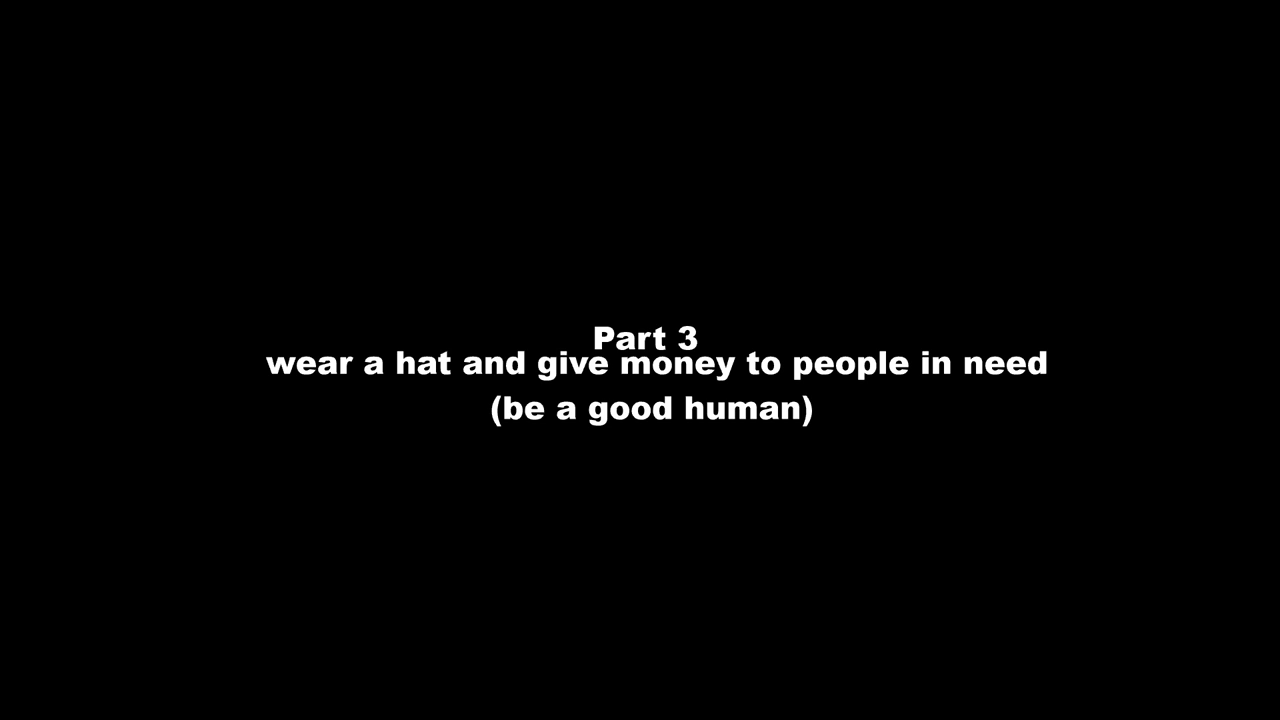 Part 3
wear a hat and give money to people in need
(be a good human)